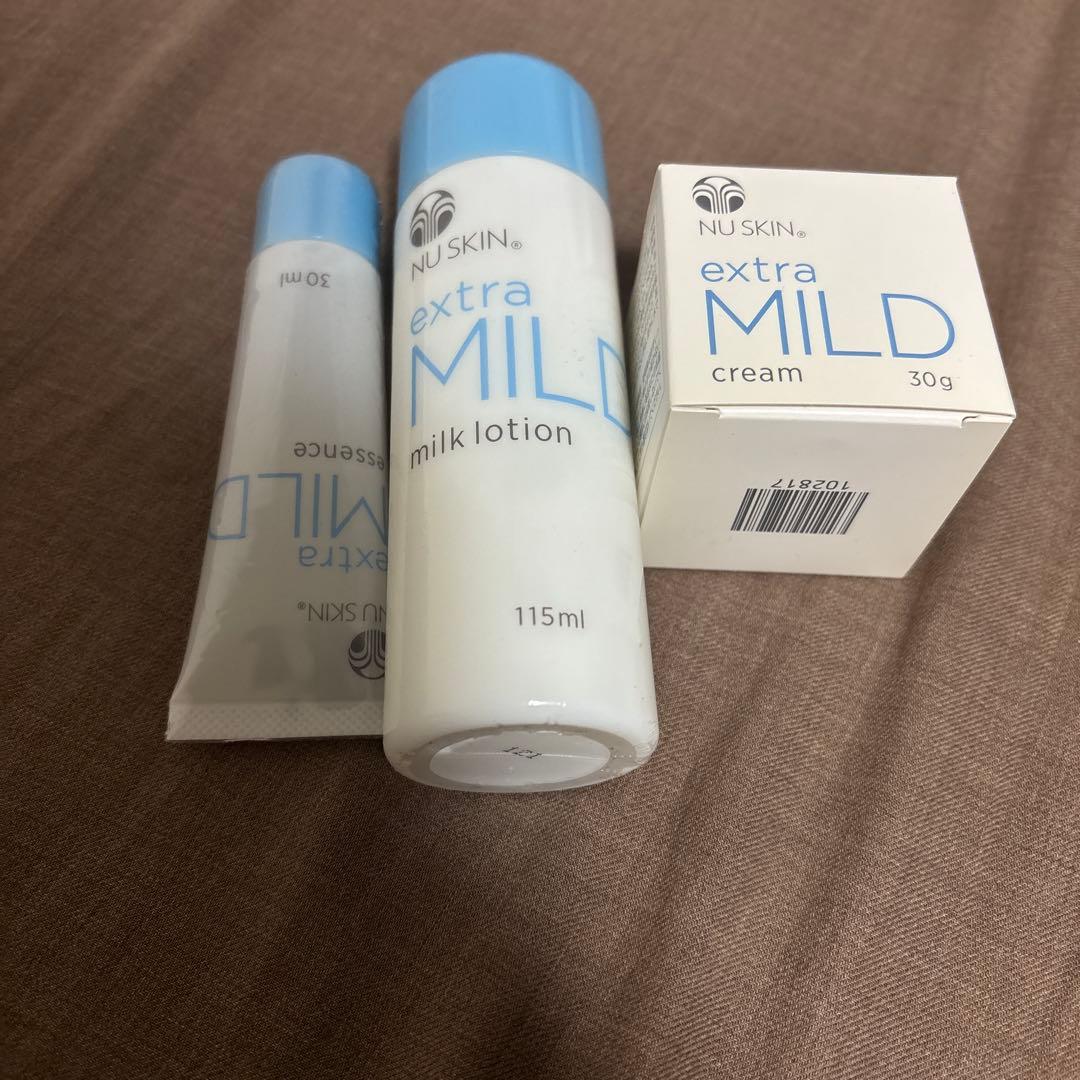 NU SKIN®
extra
MILD
essence
30 ml
NU SKIN®
extra
MILD
milk lotion
115ml
NU SKIN®
extra
MILD
cream 30g
102817